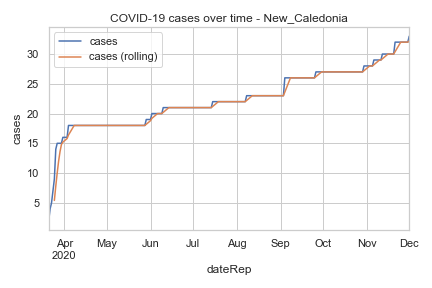 COVID-19 cases over time - New_Caledonia
cases
cases (rolling)
cases
30
25
20
15
10
5
Apr May Jun Jul Aug Sep Oct Nov Dec
2020
dateRep